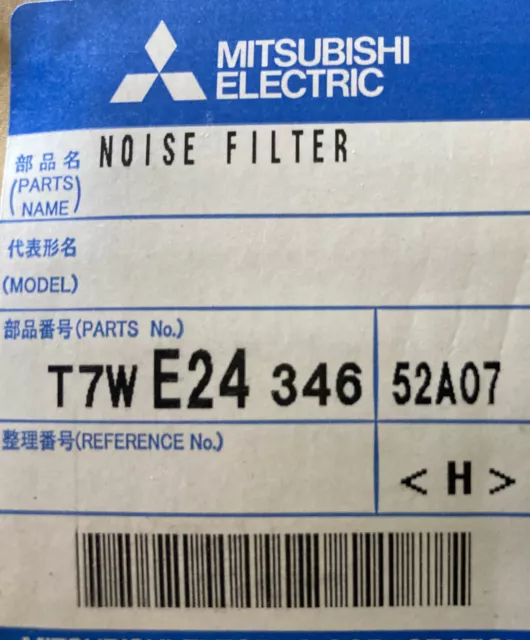 MITSUBISHI
ELECTRIC
部品名 NOISE FILTER
(PARTS
NAME)
代表形名
(MODEL)
部品番号(PARTS No.)
T7W E24 346 52A07
整理番号(REFERENCE No.)
< H >